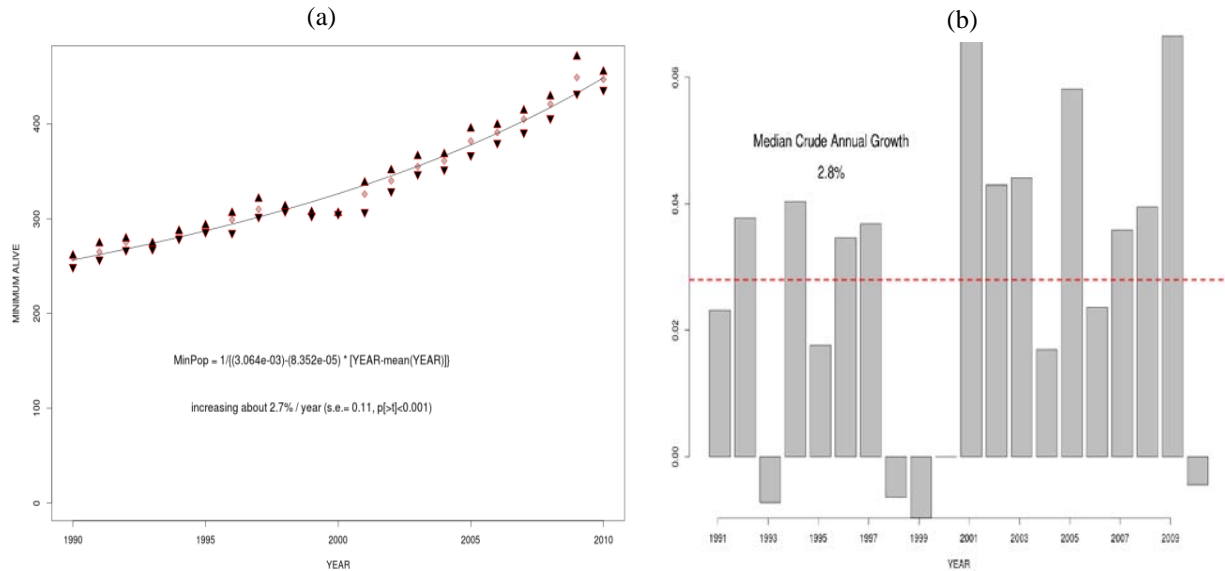 (a)
MINIMUM ALIVE
400
300
200
100
0
MinPop = 1/{(3.064e-03)-(8.352e-05) * [YEAR-mean(YEAR)]}
increasing about 2.7% / year (s.e.= 0.11, p[>t]<0.001)
1990 1995 2000 2005 2010
YEAR
(b)
0.06
0.04
0.02
0.00
Median Crude Annual Growth
2.8%
1991 1993 1995 1997 1999 2001 2003 2005 2007 2009
YEAR